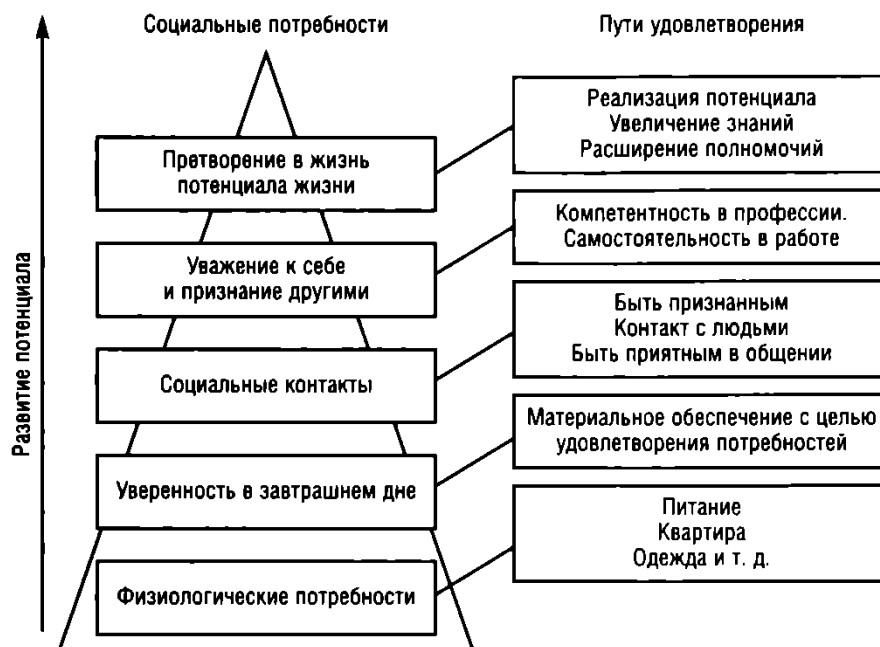 Социальные потребности
Пути удовлетворения
Развитие потенциала
Претворение в жизнь
потенциала жизни
Реализация потенциала
Увеличение знаний
Расширение полномочий
Уважение к себе
и признание другими
Компетентность в профессии.
Самостоятельность в работе
Социальные контакты
Быть признанным
Контакт с людьми
Быть приятным в общении
Уверенность в завтрашнем дне
Материальное обеспечение с целью
удовлетворения потребностей
Физиологические потребности
Питание
Квартира
Одежда и т. д.